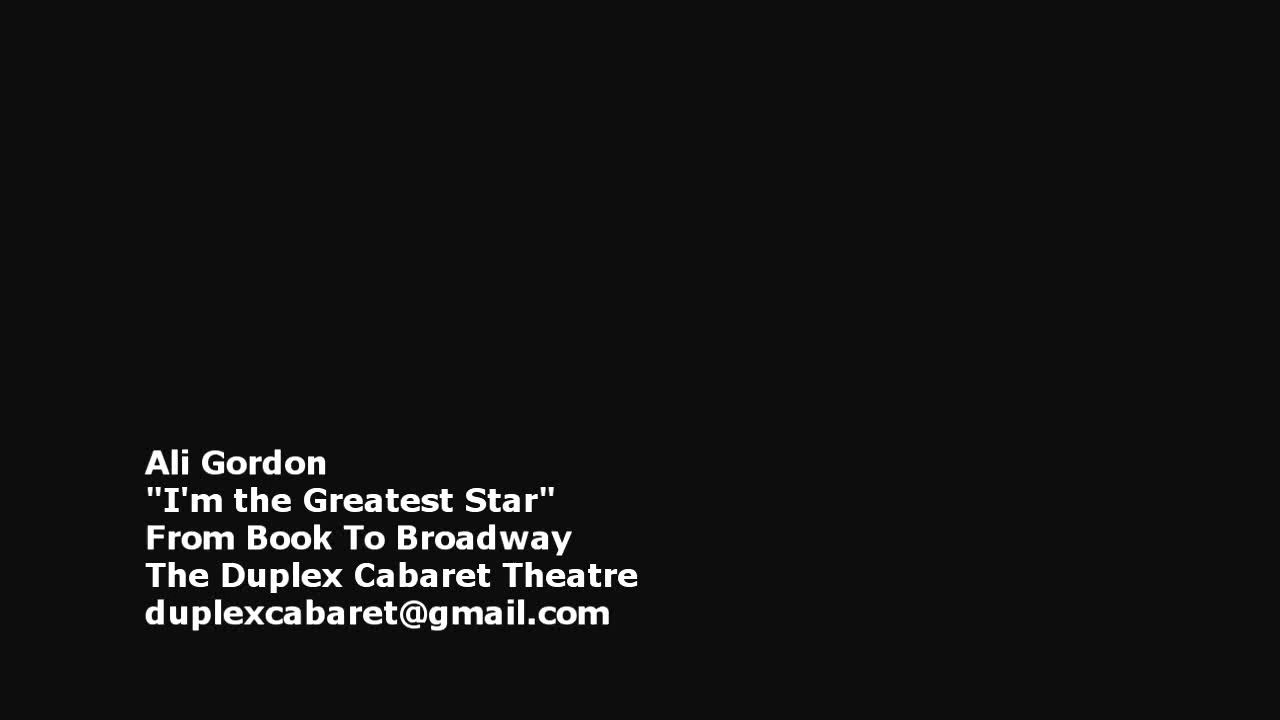 Ali Gordon
"I'm the Greatest Star"
From Book To Broadway
The Duplex Cabaret Theatre
duplexcabaret@gmail.com